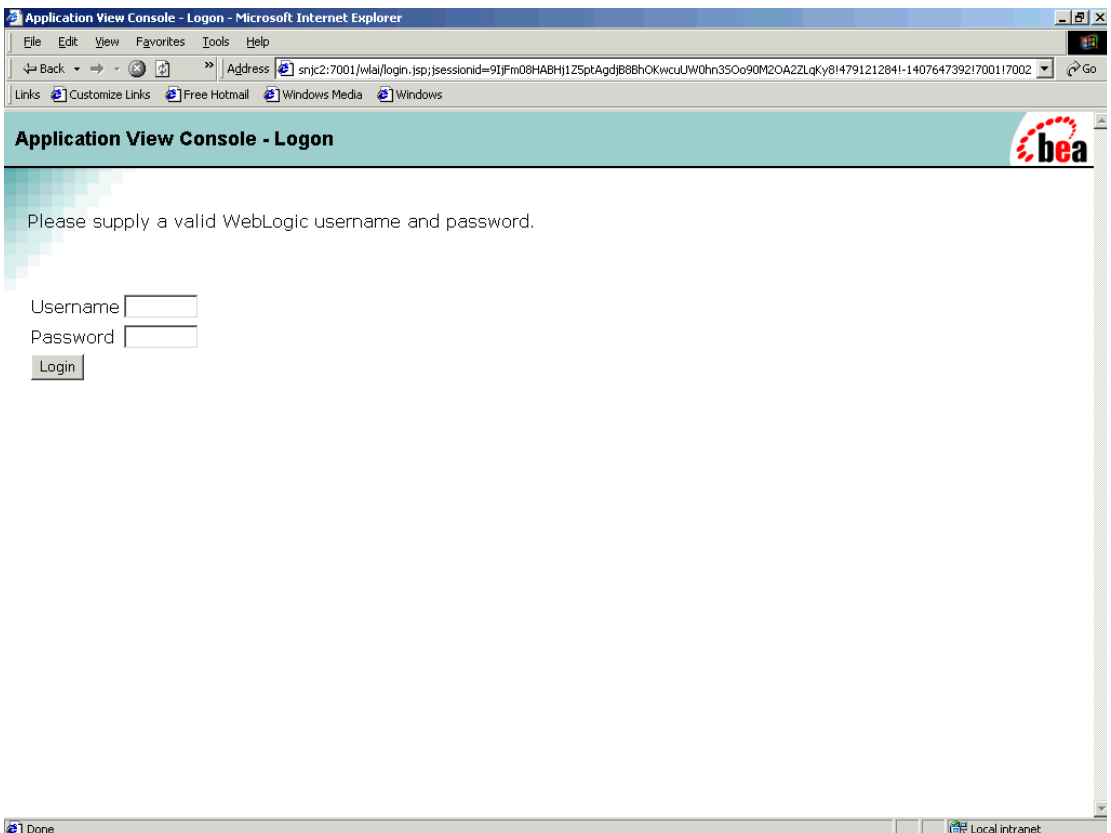 Application View Console - Logon - Microsoft Internet Explorer
File Edit View Favorites Tools Help
Back » Address snjc2:7001/wlai/login.jsp;jsessionid=9IjFm08HABHj1Z5ptAgdjB8BhOKwcuUW0hn35Oo90M2OA2ZLqKy8!479121284!-1407647392!7001!7002 Go
Links Customize Links Free Hotmail Windows Media Windows
Application View Console - Logon
bea
Please supply a valid WebLogic username and password.
Username
Password
Login
Done Local intranet